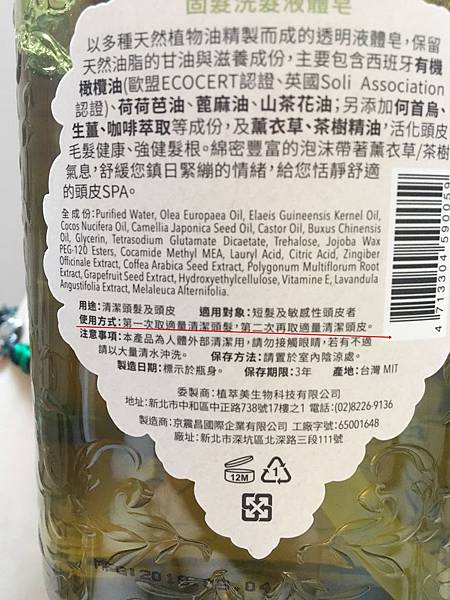 固髮洗髮液體皂
以多種天然植物油精製而成的透明液體皂,保留
天然油脂的甘油與滋養成份,主要包含西班牙有機
橄欖油(歐盟ECOCERT認證、英國Soli Association
認證)、荷荷芭油、蓖麻油、山茶花油;另添加何首烏、
生薑、咖啡萃取等成份,及薰衣草、茶樹精油,活化頭皮
毛髮健康、強健髮根。綿密豐富的泡沫帶著薰衣草/茶樹
氣息,舒緩您鎮日緊繃的情緒,給您恬靜舒適
的頭皮SPA。
全成份:Purified Water, Olea Europaea Oil, Elaeis Guineensis Kernel Oil,
Cocos Nucifera Oil, Camellia Japonica Seed Oil, Castor Oil, Buxus Chinensis
Oil, Glycerin, Tetrasodium Glutamate Dicaetate, Trehalose, Jojoba Wax
PEG-120 Esters, Cocamide Methyl MEA, Lauryl Acid, Citric Acid, Zingiber
Officinale Extract, Coffea Arabica Seed Extract, Polygonum Multiflorum Root
Extract, Grapefruit Seed Extract, Hydroxyethylcellulose, Vitamin E, Lavandula
Angustifolia Extract, Melaleuca Alternifolia.
用途:清潔頭髮及頭皮 適用對象:短髮及敏感性頭皮者
使用方式:第一次取適量清潔頭髮,第二次再取適量清潔頭皮。
注意事項:本產品為人體外部清潔用,請勿接觸眼睛,若有不適
請以大量清水沖洗。 保存方法:請置於室內陰涼處。
製造日期:標示於瓶身。 保存期限:3年 產地:台灣 MIT
委製商:植萃美生物科技有限公司
地址:新北市中和區中正路738號17樓之1 電話:(02)8226-9136
製造商:京震昌國際企業有限公司 工廠字號:65001648
廠址:新北市深坑區北深路三段111號
12M
1
4713304590059